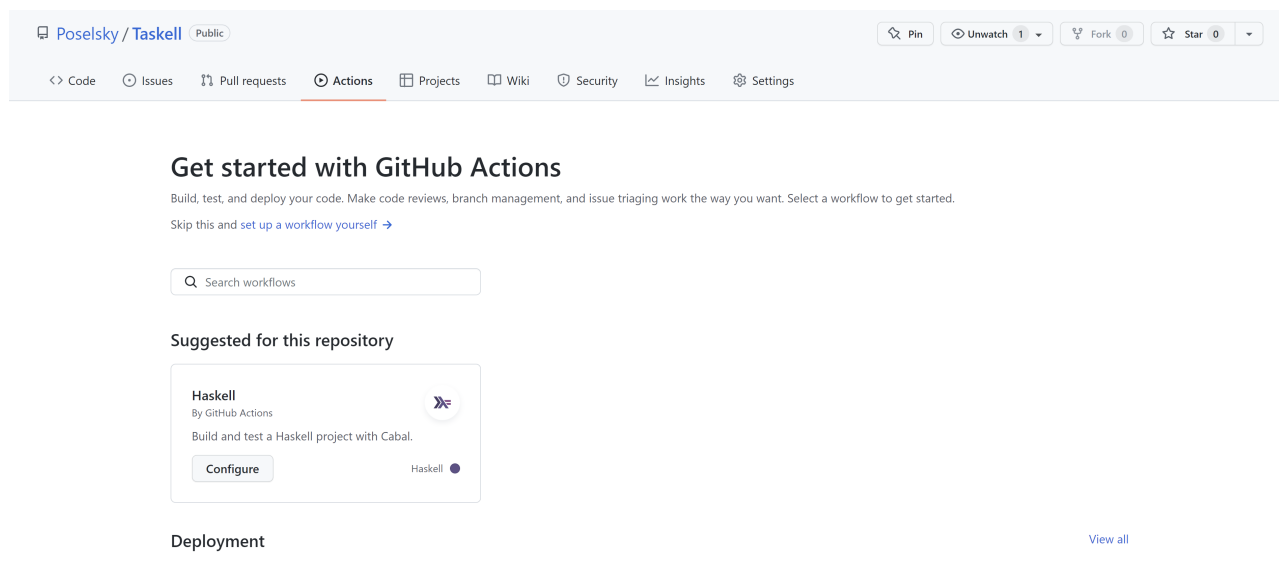 Poselsky / Taskell Public Pin Unwatch 1 Fork 0 Star 0
Code Issues Pull requests Actions Projects Wiki Security Insights Settings
Get started with GitHub Actions
Build, test, and deploy your code. Make code reviews, branch management, and issue triaging work the way you want. Select a workflow to get started.
Skip this and set up a workflow yourself →
Search workflows
Suggested for this repository
Haskell
By GitHub Actions
Build and test a Haskell project with Cabal.
Configure Haskell
Deployment View all